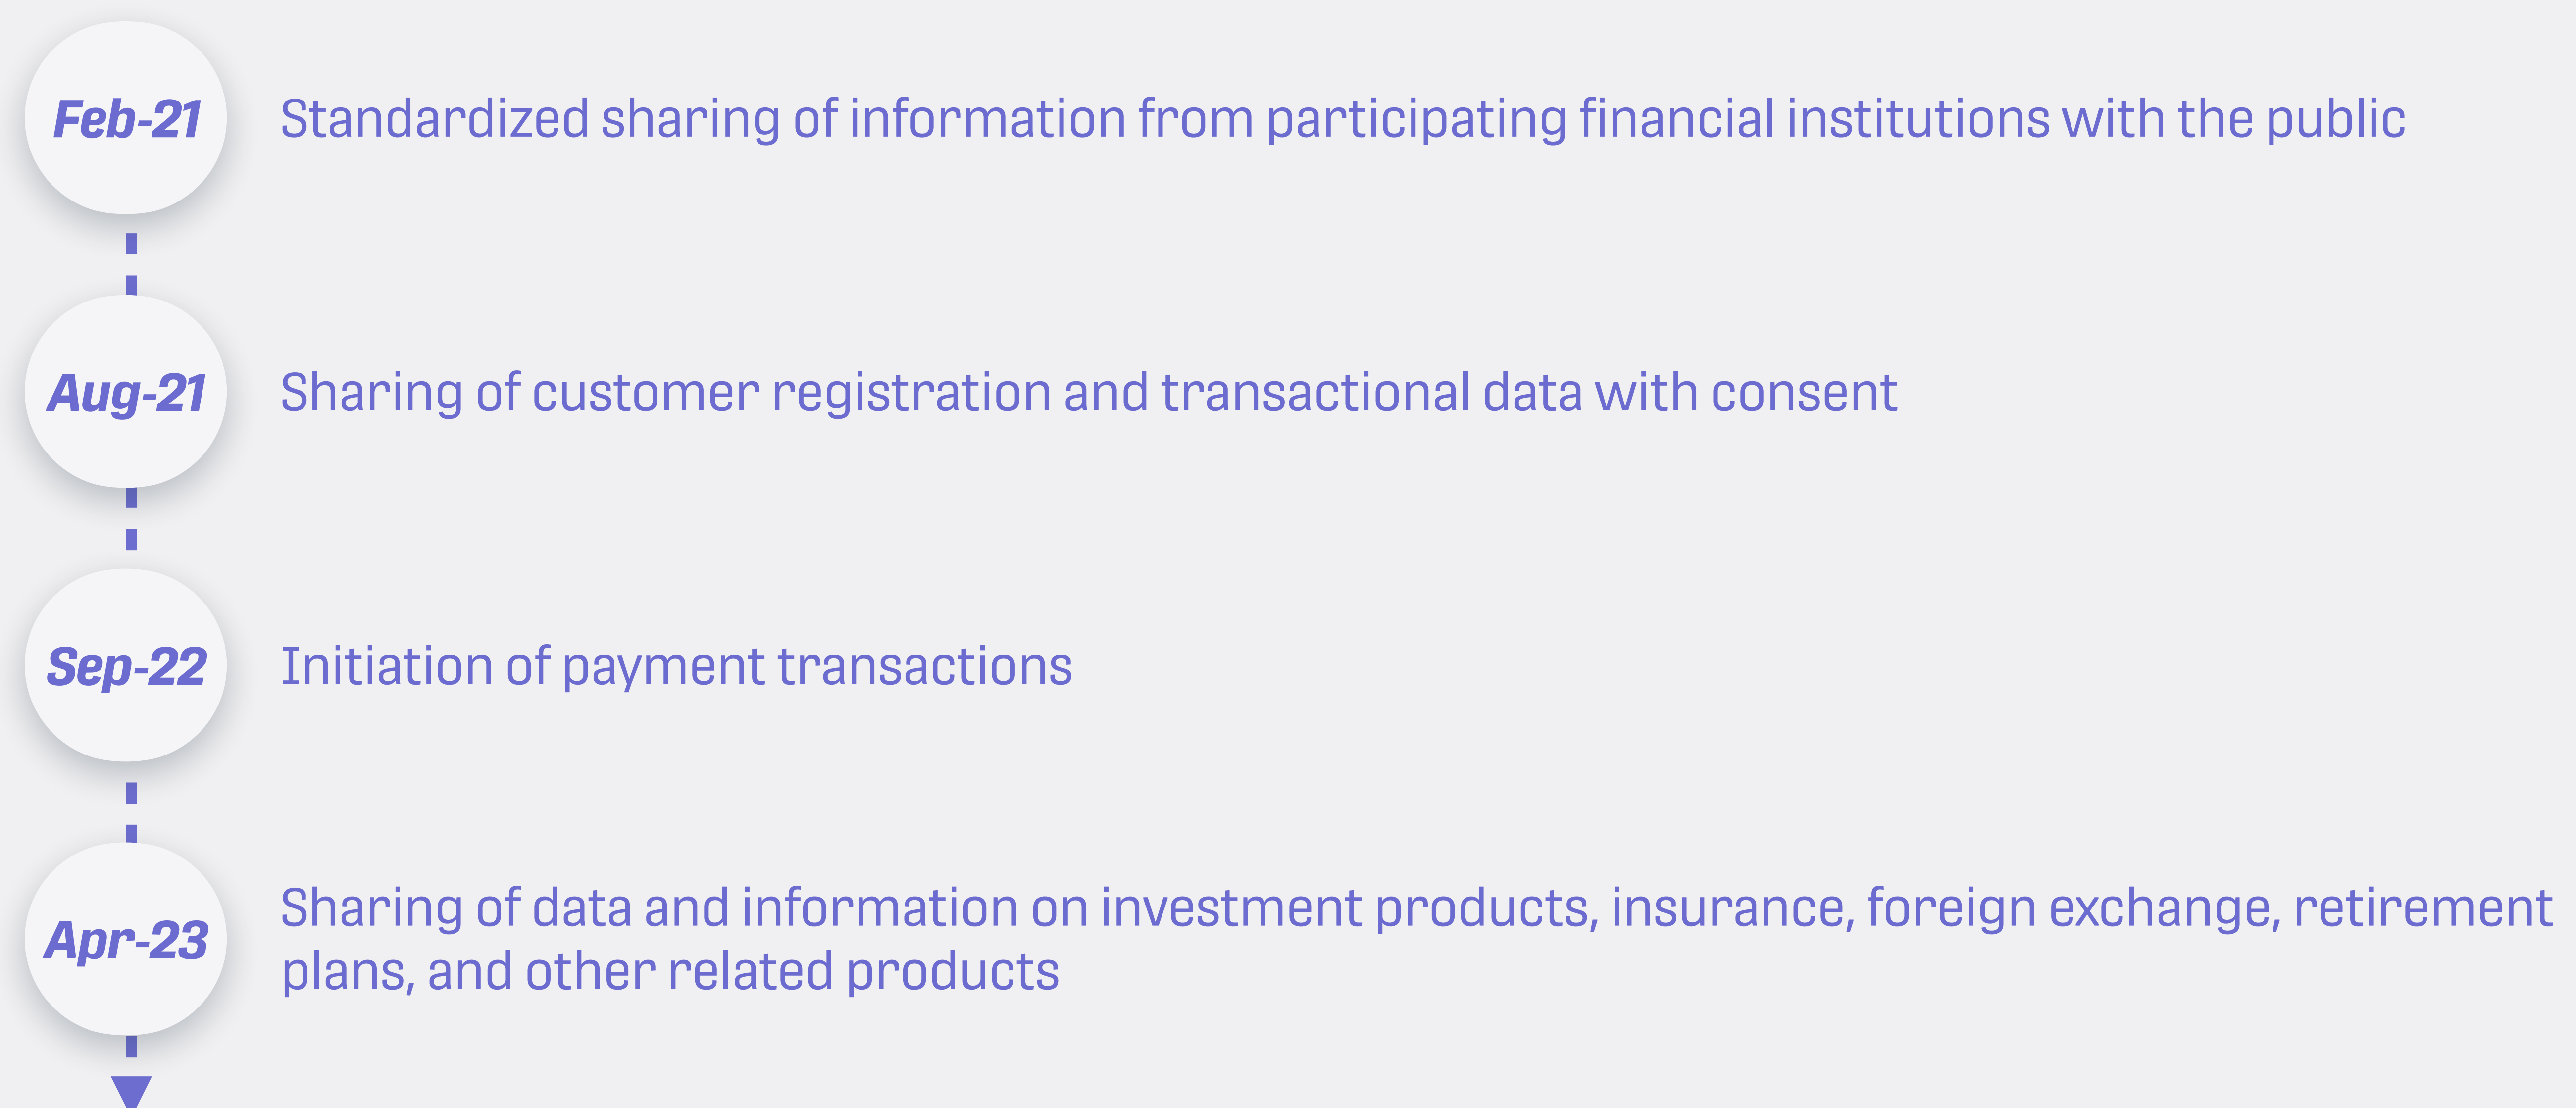 Feb-21
Standardized sharing of information from participating financial institutions with the public
Aug-21
Sharing of customer registration and transactional data with consent
Sep-22
Initiation of payment transactions
Apr-23
Sharing of data and information on investment products, insurance, foreign exchange, retirement
plans, and other related products